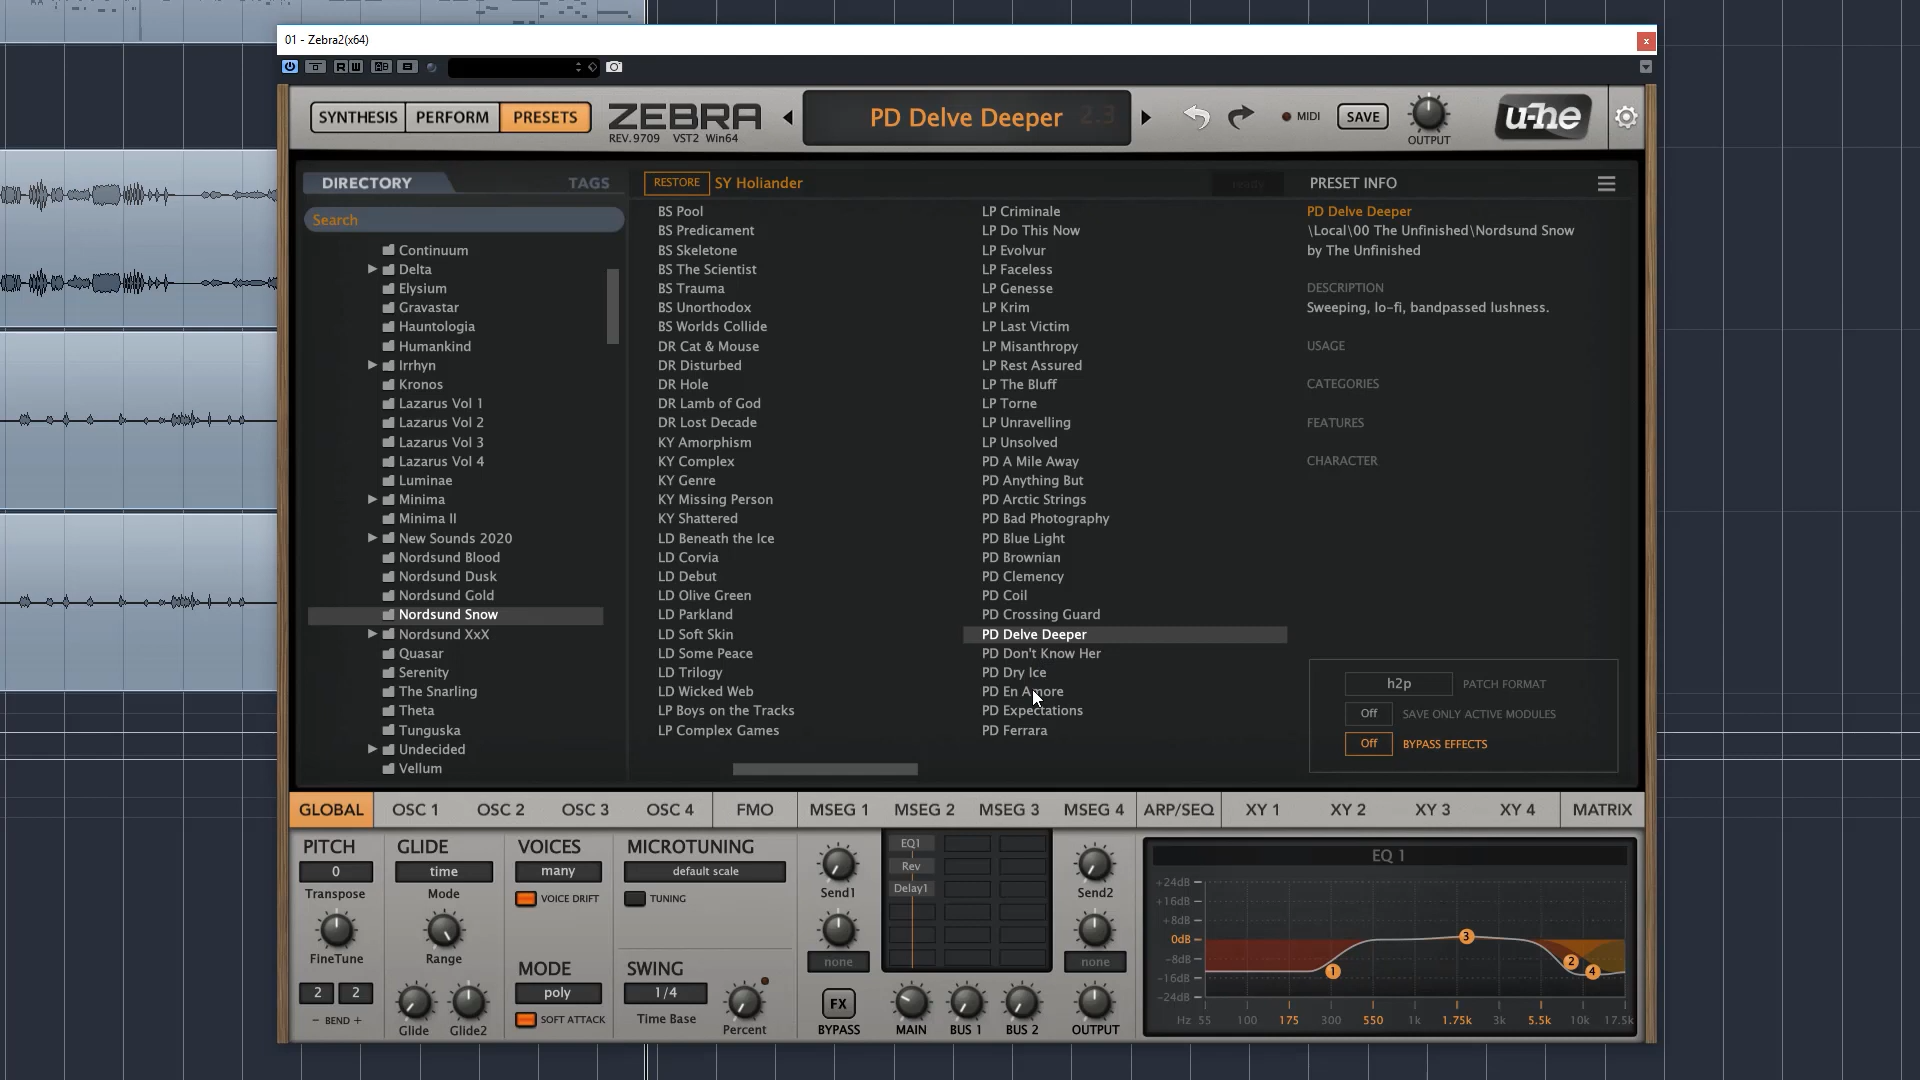 01 - Zebra2(x64)
R W
SYNTHESIS PERFORM PRESETS
ZEBRA
REV.9709 VST2 Win64
PD Delve Deeper 2.3
MIDI
SAVE
OUTPUT
u-he
DIRECTORY TAGS
Search
Continuum
Delta
Elysium
Gravastar
Hauntologia
Humankind
Irrhyn
Kronos
Lazarus Vol 1
Lazarus Vol 2
Lazarus Vol 3
Lazarus Vol 4
Luminae
Minima
Minima II
New Sounds 2020
Nordsund Blood
Nordsund Dusk
Nordsund Gold
Nordsund Snow
Nordsund XxX
Quasar
Serenity
The Snarling
Theta
Tunguska
Undecided
Vellum
RESTORE SY Holiander
BS Pool
BS Predicament
BS Skeletone
BS The Scientist
BS Trauma
BS Unorthodox
BS Worlds Collide
DR Cat & Mouse
DR Disturbed
DR Hole
DR Lamb of God
DR Lost Decade
KY Amorphism
KY Complex
KY Genre
KY Missing Person
KY Shattered
LD Beneath the Ice
LD Corvia
LD Debut
LD Olive Green
LD Parkland
LD Soft Skin
LD Some Peace
LD Trilogy
LD Wicked Web
LP Boys on the Tracks
LP Complex Games
LP Criminale
LP Do This Now
LP Evolvur
LP Faceless
LP Genesse
LP Krim
LP Last Victim
LP Misanthropy
LP Rest Assured
LP The Bluff
LP Torne
LP Unravelling
LP Unsolved
PD A Mile Away
PD Anything But
PD Arctic Strings
PD Bad Photography
PD Blue Light
PD Brownian
PD Clemency
PD Coil
PD Crossing Guard
PD Delve Deeper
PD Don't Know Her
PD Dry Ice
PD En Amore
PD Expectations
PD Ferrara
PRESET INFO
PD Delve Deeper
\Local\00 The Unfinished\Nordsund Snow
by The Unfinished
DESCRIPTION
Sweeping, lo-fi, bandpassed lushness.
USAGE
CATEGORIES
FEATURES
CHARACTER
h2p PATCH FORMAT
Off SAVE ONLY ACTIVE MODULES
Off BYPASS EFFECTS
GLOBAL OSC 1 OSC 2 OSC 3 OSC 4 FMO MSEG 1 MSEG 2 MSEG 3 MSEG 4 ARP/SEQ XY 1 XY 2 XY 3 XY 4 MATRIX
PITCH
0
Transpose
FineTune
2 2
− BEND +
GLIDE
time
Mode
Range
Glide Glide2
VOICES
many
VOICE DRIFT
MODE
poly
SOFT ATTACK
MICROTUNING
default scale
TUNING
SWING
1/4
Time Base
Percent
Send1
none
FX
BYPASS
EQ1
Rev
Delay1
MAIN BUS 1 BUS 2
Send2
none
OUTPUT
EQ 1
+24dB
+16dB
+8dB
0dB
-8dB
-16dB
-24dB
1 3 2 4
Hz 55 100 175 300 550 1k 1.75k 3k 5.5k 10k 17.5k